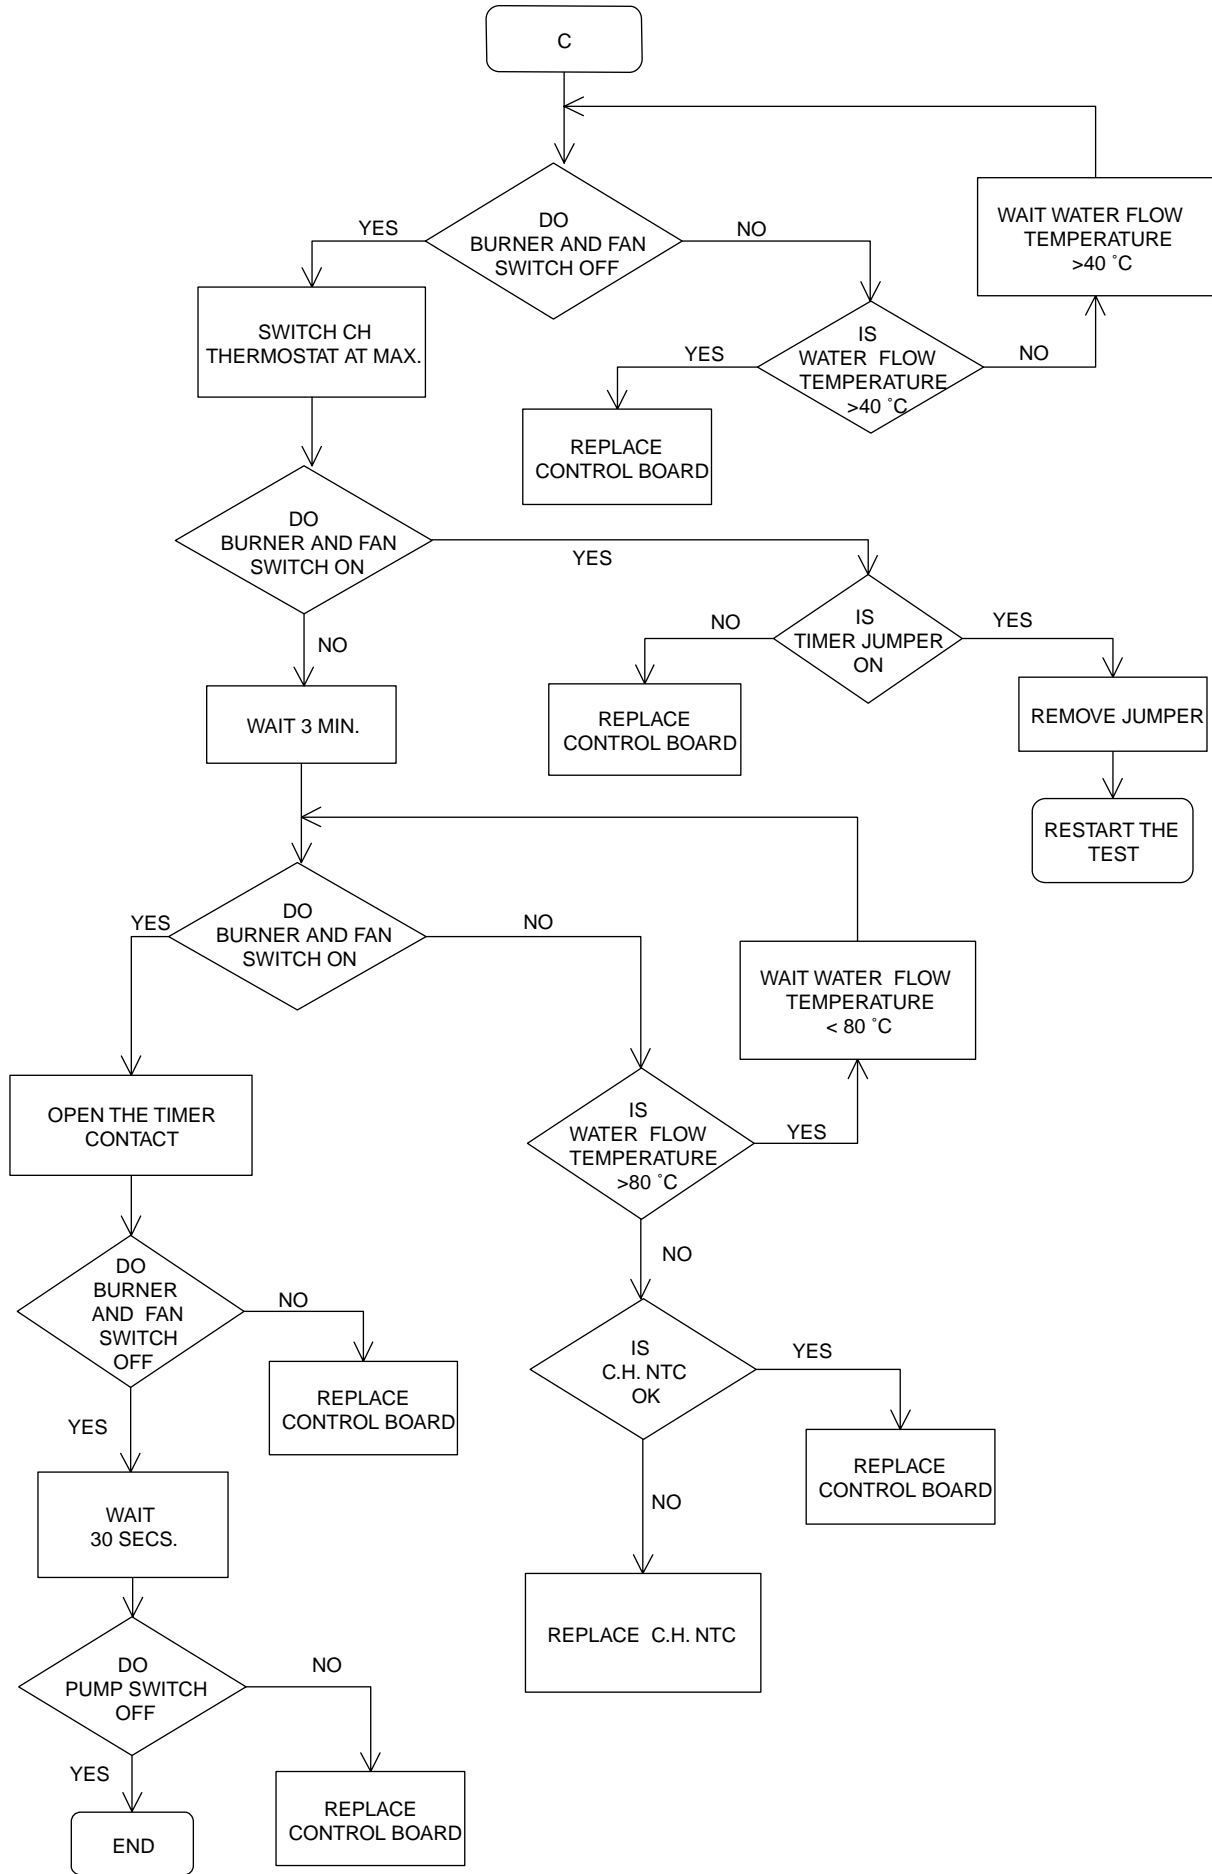 C
DO
BURNER AND FAN
SWITCH OFF
YES
NO
WAIT WATER FLOW
TEMPERATURE
>40 ˚C
SWITCH CH
THERMOSTAT AT MAX.
IS
WATER FLOW
TEMPERATURE
>40 ˚C
YES
NO
REPLACE
CONTROL BOARD
DO
BURNER AND FAN
SWITCH ON
YES
NO
IS
TIMER JUMPER
ON
NO
YES
WAIT 3 MIN.
REPLACE
CONTROL BOARD
REMOVE JUMPER
RESTART THE
TEST
DO
BURNER AND FAN
SWITCH ON
YES
NO
WAIT WATER FLOW
TEMPERATURE
< 80 ˚C
OPEN THE TIMER
CONTACT
IS
WATER FLOW
TEMPERATURE
>80 ˚C
YES
NO
DO
BURNER
AND FAN
SWITCH
OFF
NO
YES
REPLACE
CONTROL BOARD
IS
C.H. NTC
OK
YES
NO
REPLACE
CONTROL BOARD
WAIT
30 SECS.
REPLACE C.H. NTC
DO
PUMP SWITCH
OFF
NO
YES
REPLACE
CONTROL BOARD
END